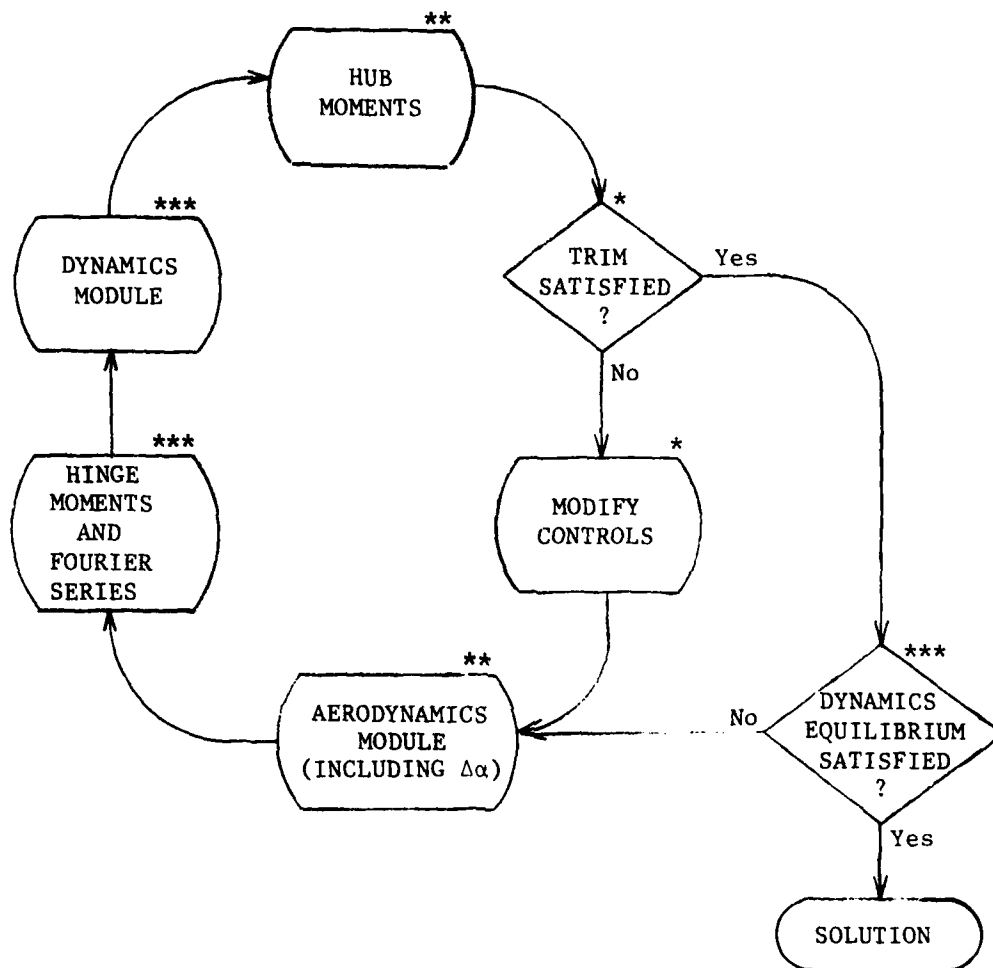 **
HUB
MOMENTS
***
DYNAMICS
MODULE
*
TRIM
SATISFIED
?
Yes
No
***
HINGE
MOMENTS
AND
FOURIER
SERIES
*
MODIFY
CONTROLS
**
AERODYNAMICS
MODULE
(INCLUDING Δα)
***
No
DYNAMICS
EQUILIBRIUM
SATISFIED
?
Yes
SOLUTION